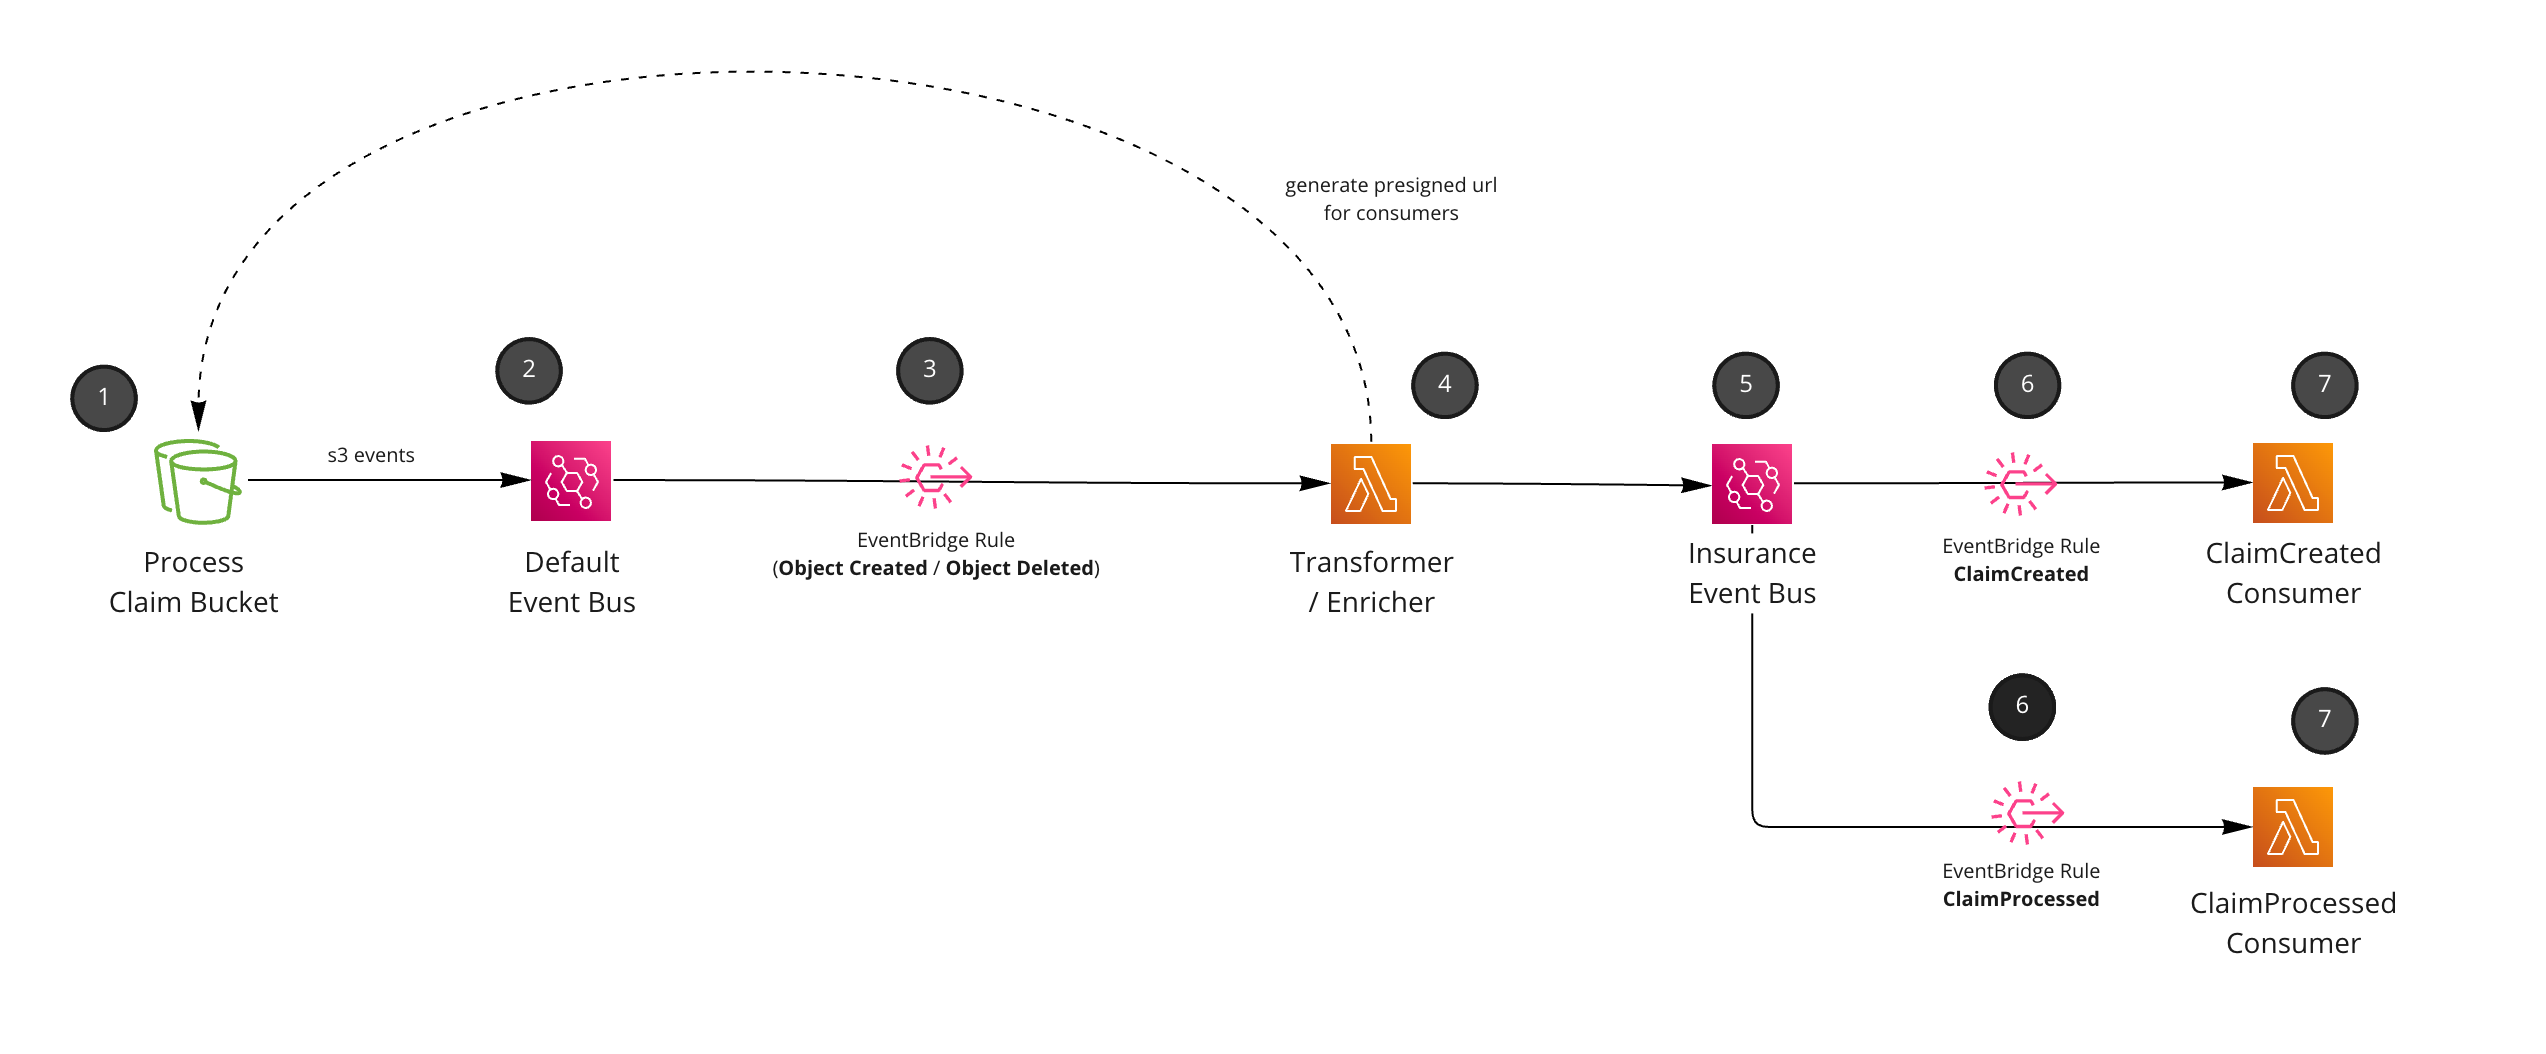 generate presigned url
for consumers
1
2
3
4
5
6
7
s3 events
Process
Claim Bucket
Default
Event Bus
EventBridge Rule
(Object Created / Object Deleted)
Transformer
/ Enricher
Insurance
Event Bus
EventBridge Rule
ClaimCreated
ClaimCreated
Consumer
6
7
EventBridge Rule
ClaimProcessed
ClaimProcessed
Consumer